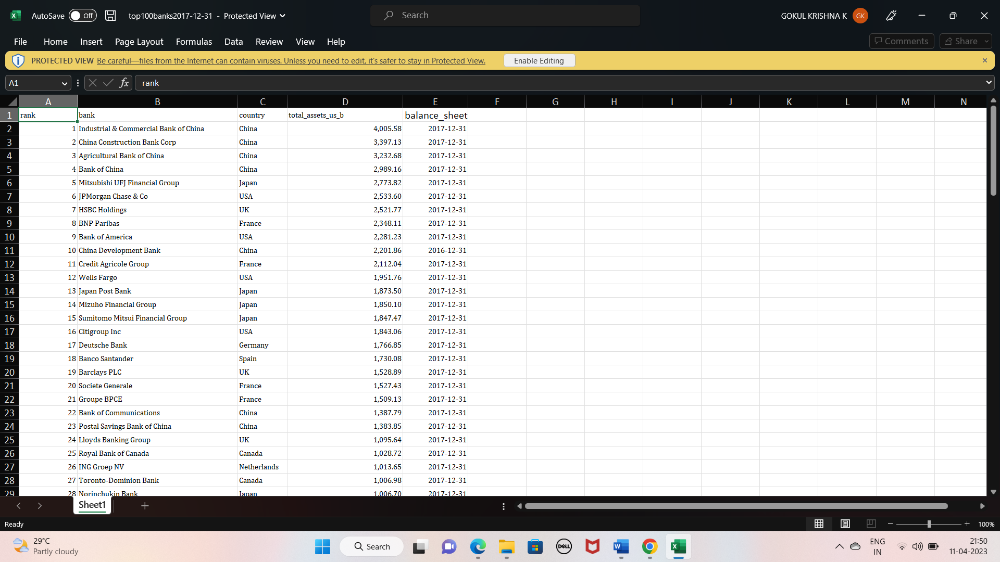 AutoSave Off top100banks2017-12-31 - Protected View Search GOKUL KRISHNA K GK
File Home Insert Page Layout Formulas Data Review View Help Comments Share
PROTECTED VIEW Be careful—files from the Internet can contain viruses. Unless you need to edit, it's safer to stay in Protected View. Enable Editing
A1 fx rank
A B C D E F G H I J K L M N
1 rank bank country total_assets_us_b balance_sheet
2 1 Industrial & Commercial Bank of China China 4,005.58 2017-12-31
3 2 China Construction Bank Corp China 3,397.13 2017-12-31
4 3 Agricultural Bank of China China 3,232.68 2017-12-31
5 4 Bank of China China 2,989.16 2017-12-31
6 5 Mitsubishi UFJ Financial Group Japan 2,773.82 2017-12-31
7 6 JPMorgan Chase & Co USA 2,533.60 2017-12-31
8 7 HSBC Holdings UK 2,521.77 2017-12-31
9 8 BNP Paribas France 2,348.11 2017-12-31
10 9 Bank of America USA 2,281.23 2017-12-31
11 10 China Development Bank China 2,201.86 2016-12-31
12 11 Credit Agricole Group France 2,112.04 2017-12-31
13 12 Wells Fargo USA 1,951.76 2017-12-31
14 13 Japan Post Bank Japan 1,873.50 2017-12-31
15 14 Mizuho Financial Group Japan 1,850.10 2017-12-31
16 15 Sumitomo Mitsui Financial Group Japan 1,847.47 2017-12-31
17 16 Citigroup Inc USA 1,843.06 2017-12-31
18 17 Deutsche Bank Germany 1,766.85 2017-12-31
19 18 Banco Santander Spain 1,730.08 2017-12-31
20 19 Barclays PLC UK 1,528.89 2017-12-31
21 20 Societe Generale France 1,527.43 2017-12-31
22 21 Groupe BPCE France 1,509.13 2017-12-31
23 22 Bank of Communications China 1,387.79 2017-12-31
24 23 Postal Savings Bank of China China 1,383.85 2017-12-31
25 24 Lloyds Banking Group UK 1,095.64 2017-12-31
26 25 Royal Bank of Canada Canada 1,028.72 2017-12-31
27 26 ING Groep NV Netherlands 1,013.65 2017-12-31
28 27 Toronto-Dominion Bank Canada 1,006.98 2017-12-31
29 28 Norinchukin Bank Japan 1,006.70 2017-12-31
Sheet1
Ready 100%
29°C ENG 21:50
Partly cloudy Search DELL IN 11-04-2023